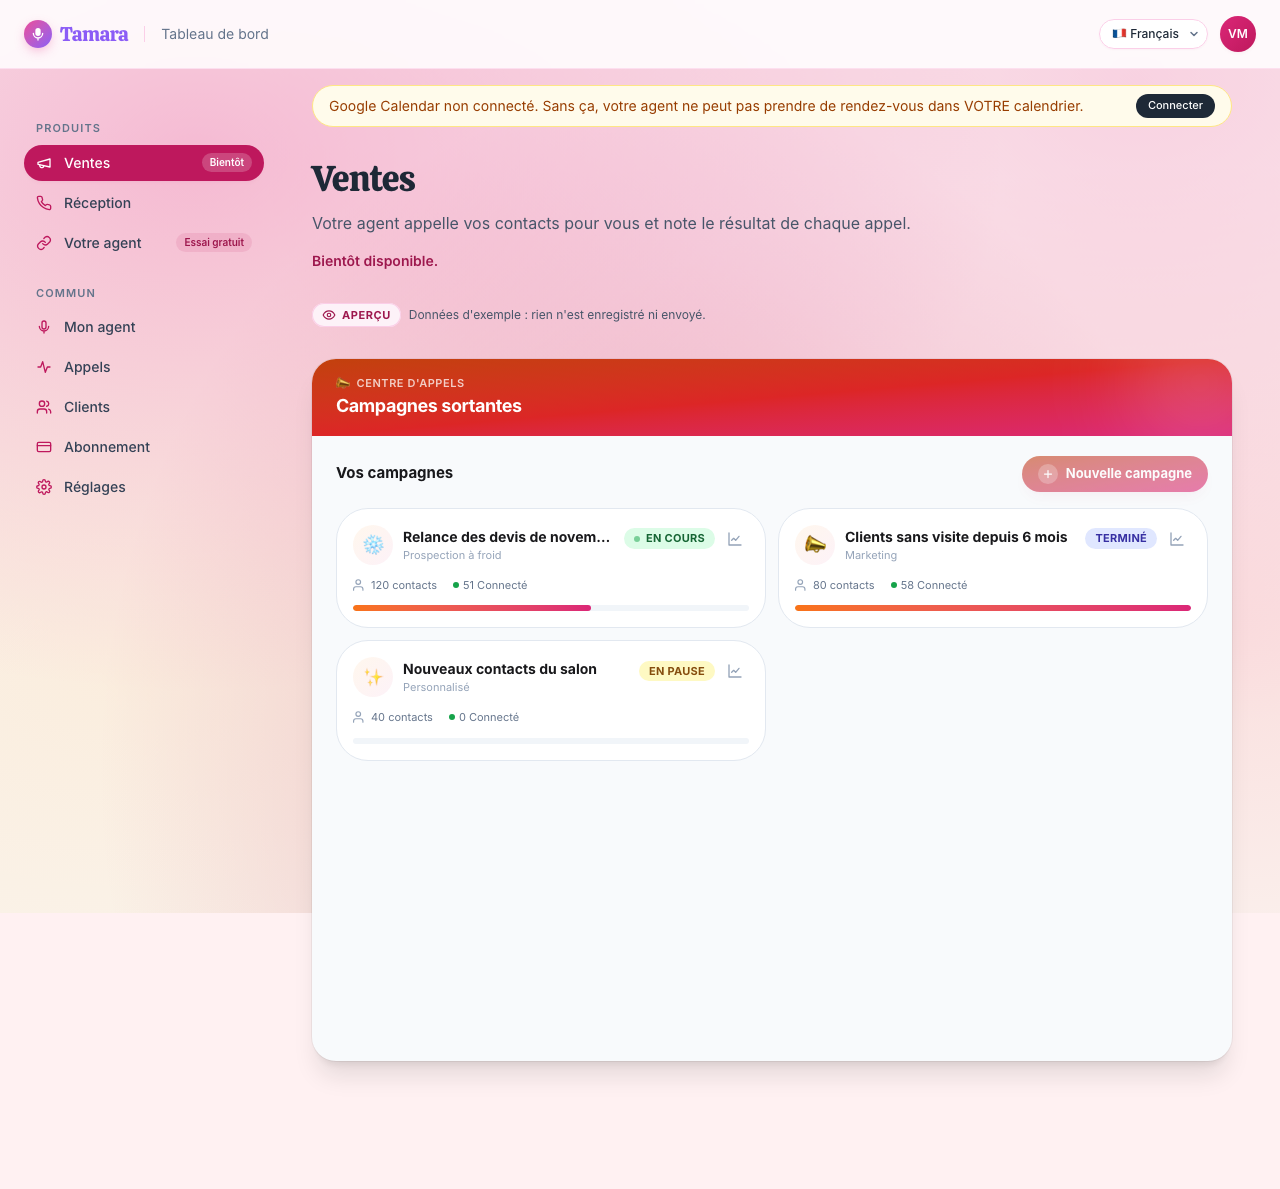 Tamara
Tableau de bord
Français
VM
Google Calendar non connecté. Sans ça, votre agent ne peut pas prendre de rendez-vous dans VOTRE calendrier.
Connecter
PRODUITS
Ventes
Bientôt
Réception
Votre agent
Essai gratuit
COMMUN
Mon agent
Appels
Clients
Abonnement
Réglages
Ventes
Votre agent appelle vos contacts pour vous et note le résultat de chaque appel.
Bientôt disponible.
APERÇU
Données d'exemple : rien n'est enregistré ni envoyé.
CENTRE D'APPELS
Campagnes sortantes
Vos campagnes
Nouvelle campagne
Relance des devis de novem...
EN COURS
Prospection à froid
120 contacts
51 Connecté
Clients sans visite depuis 6 mois
TERMINÉ
Marketing
80 contacts
58 Connecté
Nouveaux contacts du salon
EN PAUSE
Personnalisé
40 contacts
0 Connecté